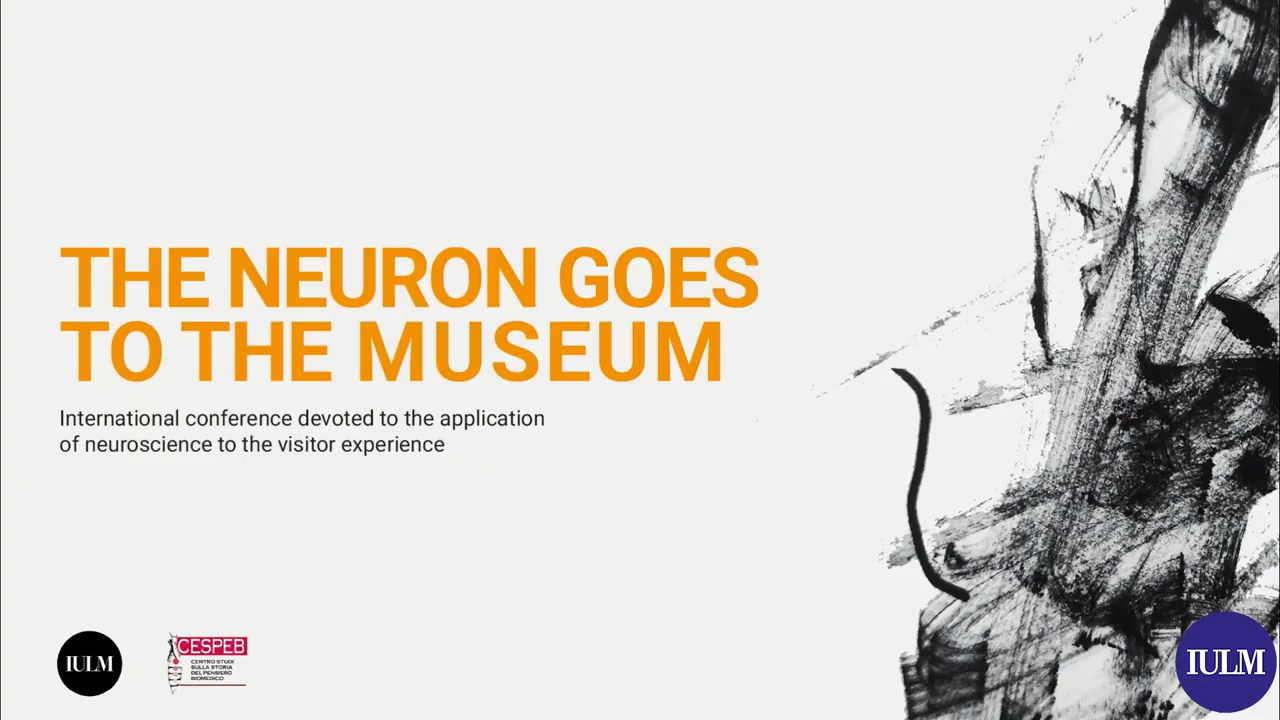 THE NEURON GOES
TO THE MUSEUM
International conference devoted to the application
of neuroscience to the visitor experience
IULM
CESPEB
CENTRO STUDI
SULLA STORIA
DEL PENSIERO
BIOMEDICO
IULM